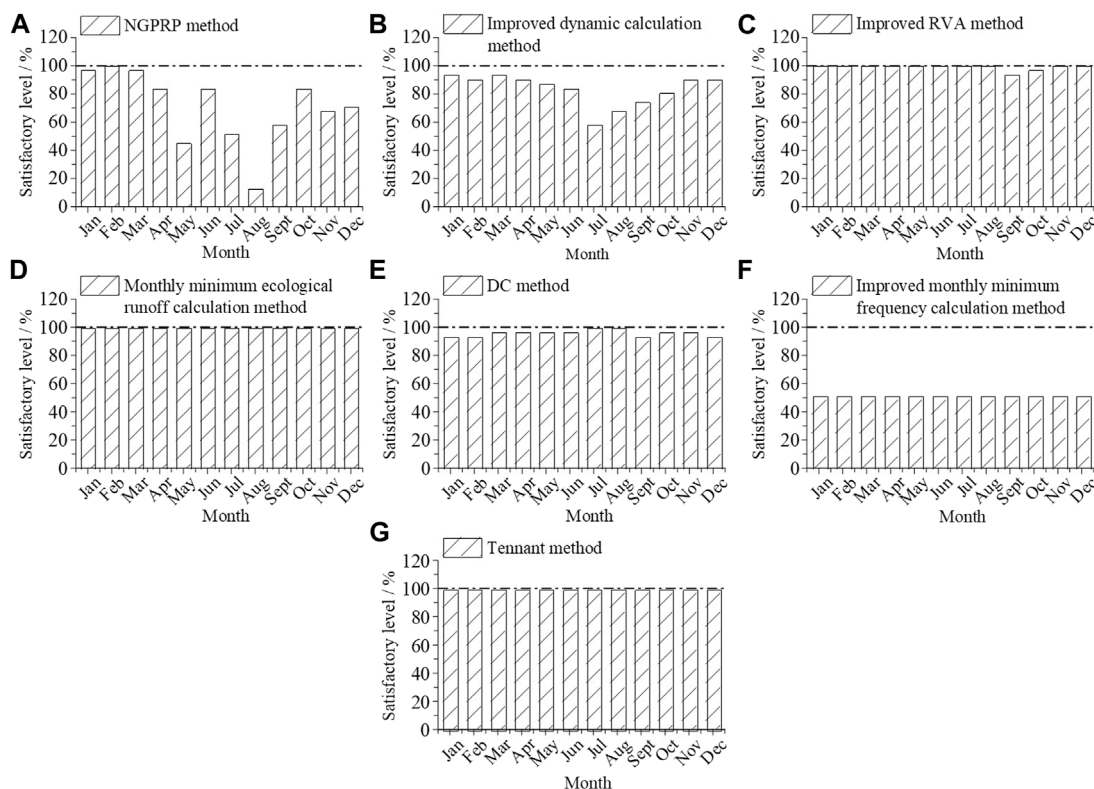 A
NGPRP method
Satisfactory level / %
120
100
80
60
40
20
0
Jan Feb Mar Apr May Jun Jul Aug Sept Oct Nov Dec
Month
B
Improved dynamic calculation
method
Satisfactory level / %
120
100
80
60
40
20
0
Jan Feb Mar Apr May Jun Jul Aug Sept Oct Nov Dec
Month
C
Improved RVA method
Satisfactory level / %
120
100
80
60
40
20
0
Jan Feb Mar Apr May Jun Jul Aug Sept Oct Nov Dec
Month
D
Monthly minimum ecological
runoff calculation method
Satisfactory level / %
120
100
80
60
40
20
0
Jan Feb Mar Apr May Jun Jul Aug Sept Oct Nov Dec
Month
E
DC method
Satisfactory level / %
120
100
80
60
40
20
0
Jan Feb Mar Apr May Jun Jul Aug Sept Oct Nov Dec
Month
F
Improved monthly minimum
frequency calculation method
Satisfactory level / %
120
100
80
60
40
20
0
Jan Feb Mar Apr May Jun Jul Aug Sept Oct Nov Dec
Month
G
Tennant method
Satisfactory level / %
120
100
80
60
40
20
0
Jan Feb Mar Apr May Jun Jul Aug Sept Oct Nov Dec
Month